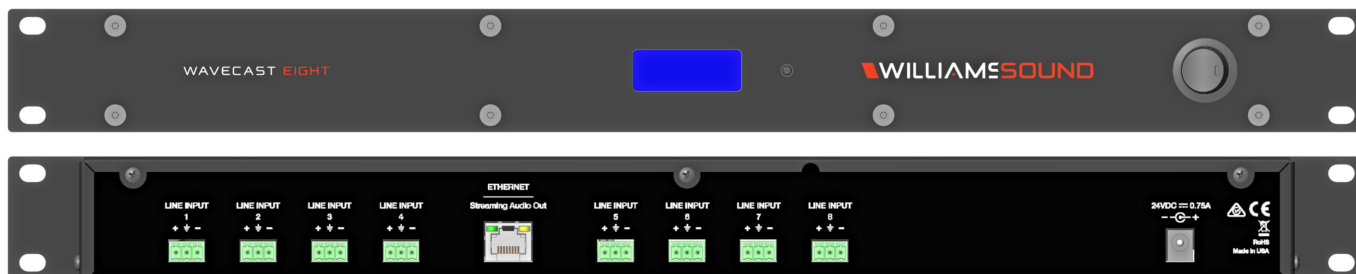 WAVECAST EIGHT
WILLIAMS SOUND
ETHERNET
Streaming Audio Out
LINE INPUT
1
+ ⏚ −
LINE INPUT
2
+ ⏚ −
LINE INPUT
3
+ ⏚ −
LINE INPUT
4
+ ⏚ −
LINE INPUT
5
+ ⏚ −
LINE INPUT
6
+ ⏚ −
LINE INPUT
7
+ ⏚ −
LINE INPUT
8
+ ⏚ −
24VDC ⎓ 0.75A
− +
CE
RoHS
Made in USA